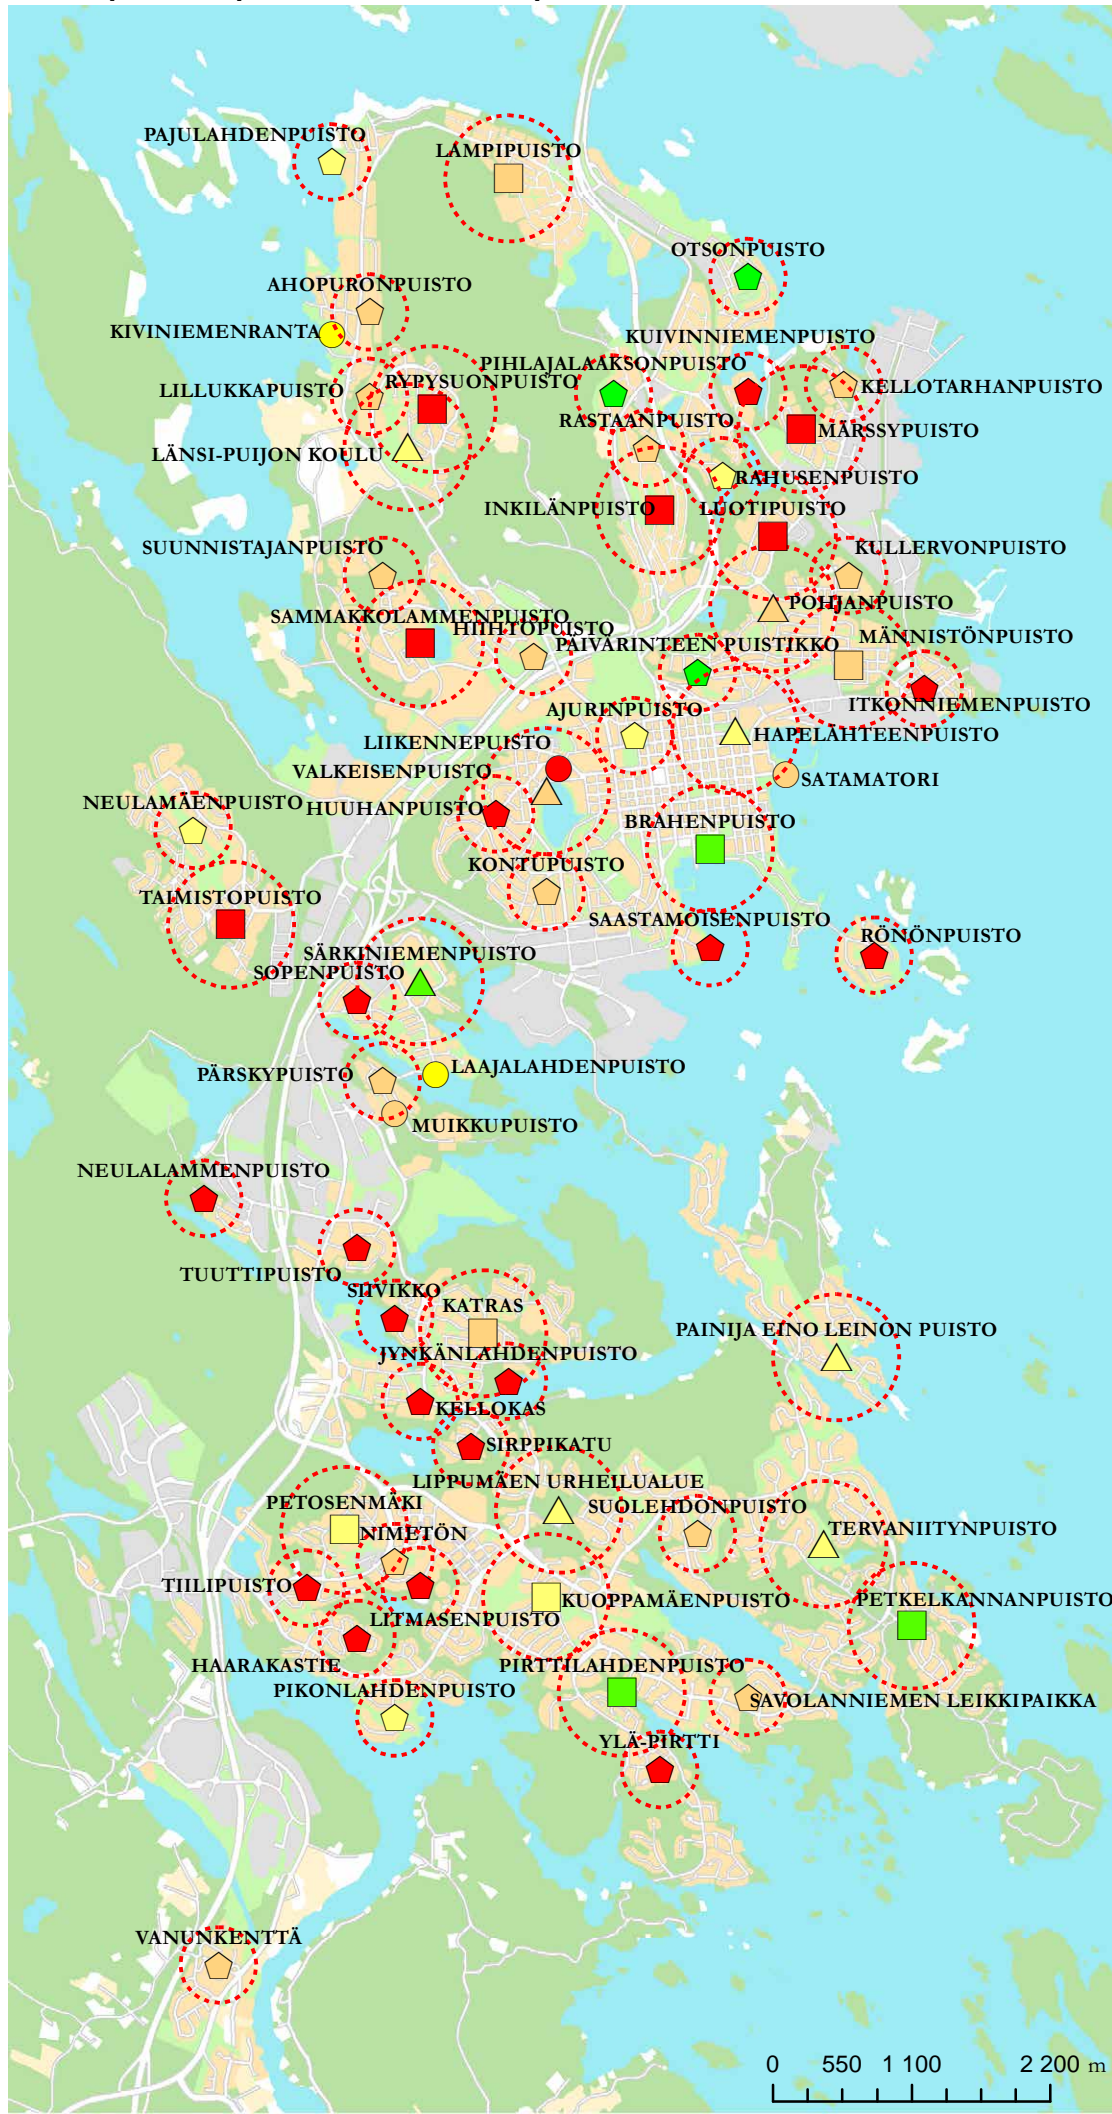 PAJULAHDENPUISTO
LAMPIPUISTO
OTSONPUISTO
AHOPURONPUISTO
KIVINIEMENRANTA
KUIVINNIEMENPUISTO
PIHLAJALAAKSONPUISTO
LILLUKKAPUISTO
RYPYSUONPUISTO
KELLOTARHANPUISTO
RASTAANPUISTO
MARSSYPUISTO
LÄNSI-PUIJON KOULU
RAHUSENPUISTO
INKILÄNPUISTO
LUOTIPUISTO
SUUNNISTAJANPUISTO
KULLERVONPUISTO
POHJANPUISTO
SAMMAKKOLAMMENPUISTO
HIIHTOPUISTO
MÄNNISTÖNPUISTO
PÄIVÄRINTEEN PUISTIKKO
ITKONNIEMENPUISTO
AJURINPUISTO
HAPELÄHTEENPUISTO
LIIKENNEPUISTO
VALKEISENPUISTO
SATAMATORI
NEULAMÄENPUISTO
HUUHANPUISTO
BRAHENPUISTO
KONTUPUISTO
TAIMISTOPUISTO
SAASTAMOISENPUISTO
RÖNÖNPUISTO
SÄRKINIEMENPUISTO
SOPENPUISTO
PÄRSKYPUISTO
LAAJALAHDENPUISTO
MUIKKUPUISTO
NEULALAMMENPUISTO
TUUTTIPUISTO
SIIVIKKO
KATRAS
PAINIJA EINO LEINON PUISTO
JYNKÄNLAHDENPUISTO
KELLOKAS
SIRPPIKATU
LIPPUMÄEN URHEILUALUE
PETOSENMÄKI
SUOLEHDONPUISTO
NIMETÖN
TERVANIITYNPUISTO
TIILIPUISTO
KUOPPAMÄENPUISTO
PETKELKANNANPUISTO
LITMASENPUISTO
HAARAKASTIE
PIRTTILAHDENPUISTO
PIKONLAHDENPUISTO
SAVOLANNIEMEN LEIKKIPAIKKA
YLÄ-PIRTTI
VANUNKENTTÄ
0 550 1 100 2 200 m